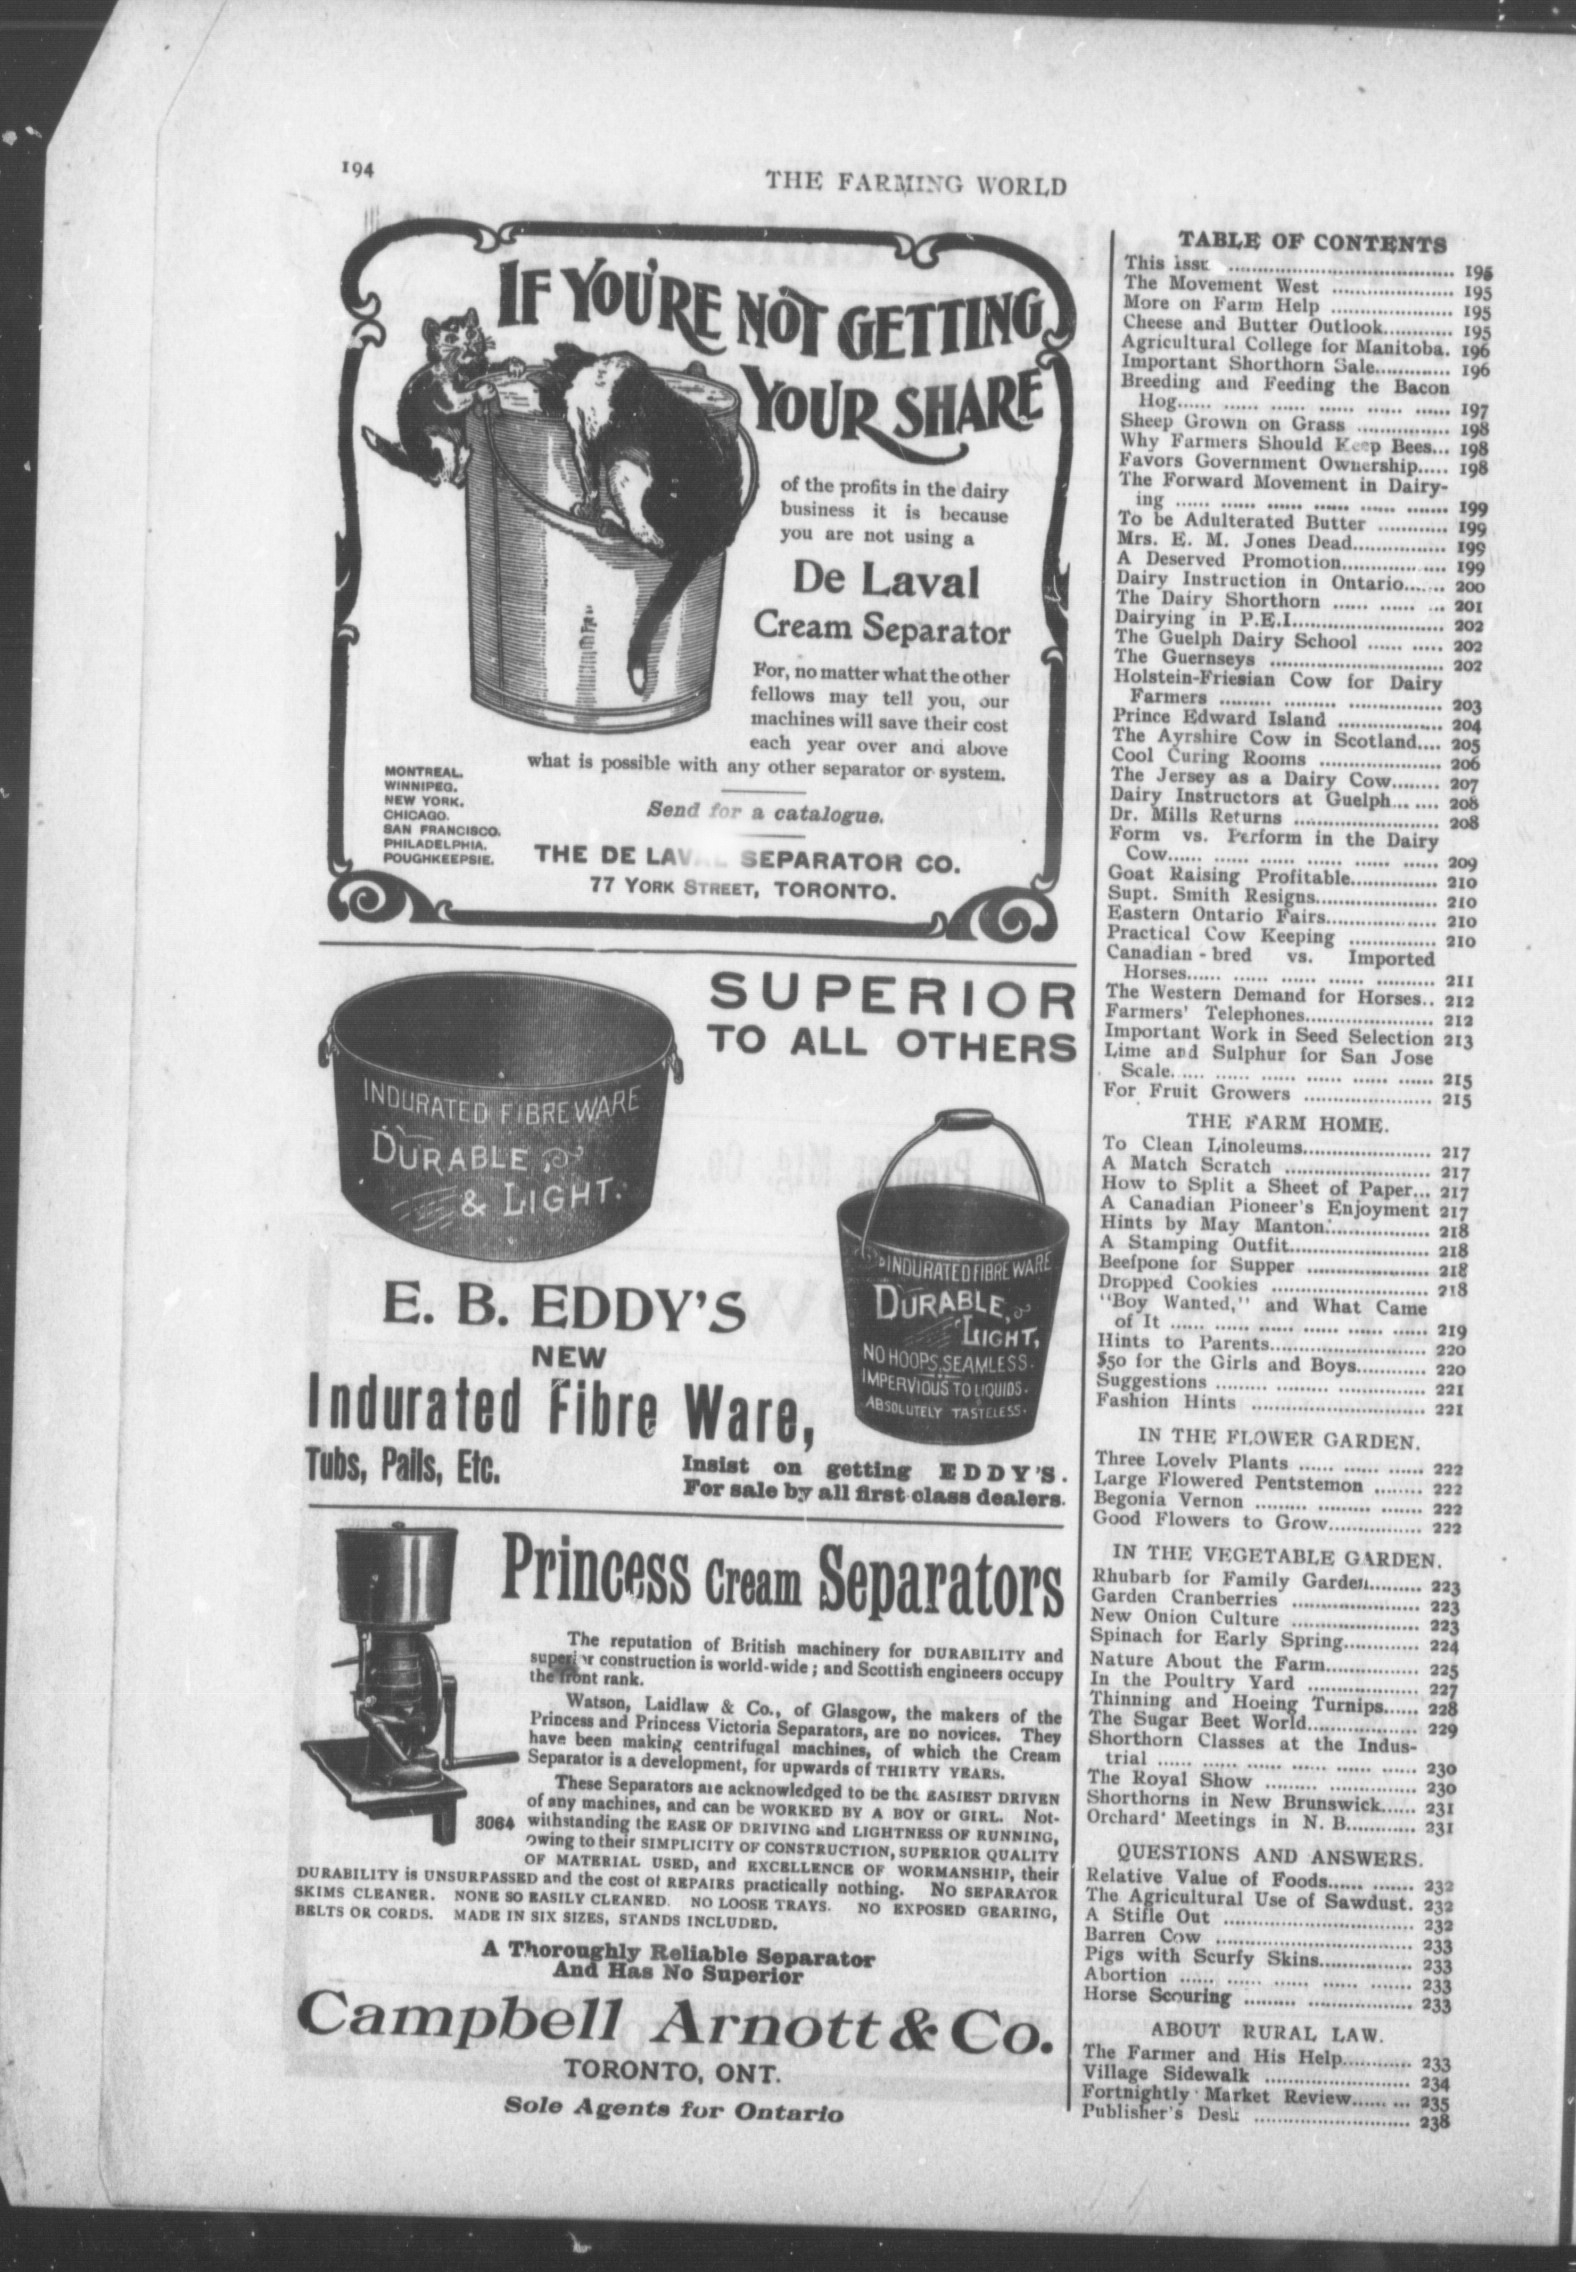 194
THE FARMING WORLD
IF YOU'RE NOT GETTING
YOUR SHARE
of the profits in the dairy
business it is because
you are not using a
De Laval
Cream Separator
For, no matter what the other
fellows may tell you, our
machines will save their cost
each year over and above
what is possible with any other separator or system.
MONTREAL.
WINNIPEG.
NEW YORK.
CHICAGO.
SAN FRANCISCO.
PHILADELPHIA.
POUGHKEEPSIE.
Send for a catalogue.
THE DE LAVAL SEPARATOR CO.
77 YORK STREET, TORONTO.
SUPERIOR
TO ALL OTHERS
INDURATED FIBRE WARE
DURABLE
& LIGHT.
INDURATED FIBRE WARE
DURABLE,
LIGHT,
NO HOOPS, SEAMLESS.
IMPERVIOUS TO LIQUIDS.
ABSOLUTELY TASTELESS.
E. B. EDDY'S
NEW
Indurated Fibre Ware,
Tubs, Pails, Etc.
Insist on getting EDDY'S.
For sale by all first class dealers.
Princess Cream Separators
The reputation of British machinery for DURABILITY and
superior construction is world-wide; and Scottish engineers occupy
the front rank.
Watson, Laidlaw & Co., of Glasgow, the makers of the
Princess and Princess Victoria Separators, are no novices. They
have been making centrifugal machines, of which the Cream
Separator is a development, for upwards of THIRTY YEARS.
These Separators are acknowledged to be the EASIEST DRIVEN
of any machines, and can be WORKED BY A BOY or GIRL. Not-
3064 withstanding the EASE OF DRIVING and LIGHTNESS OF RUNNING,
owing to their SIMPLICITY OF CONSTRUCTION, SUPERIOR QUALITY
OF MATERIAL USED, and EXCELLENCE OF WORMANSHIP, their
DURABILITY is UNSURPASSED and the cost of REPAIRS practically nothing. NO SEPARATOR
SKIMS CLEANER. NONE SO EASILY CLEANED. NO LOOSE TRAYS. NO EXPOSED GEARING,
BELTS OR CORDS. MADE IN SIX SIZES, STANDS INCLUDED.
A Thoroughly Reliable Separator
And Has No Superior
Campbell Arnott & Co.
TORONTO, ONT.
Sole Agents for Ontario
TABLE OF CONTENTS
This issu ........ 195
The Movement West ........ 195
More on Farm Help ........ 195
Cheese and Butter Outlook........ 195
Agricultural College for Manitoba. 196
Important Shorthorn Sale........ 196
Breeding and Feeding the Bacon
Hog........ 197
Sheep Grown on Grass ........ 198
Why Farmers Should Keep Bees... 198
Favors Government Ownership..... 198
The Forward Movement in Dairy-
ing ........ 199
To be Adulterated Butter ........ 199
Mrs. E. M. Jones Dead........ 199
A Deserved Promotion........ 199
Dairy Instruction in Ontario....... 200
The Dairy Shorthorn ........ 201
Dairying in P.E.I........ 202
The Guelph Dairy School ........ 202
The Guernseys ........ 202
Holstein-Friesian Cow for Dairy
Farmers ........ 203
Prince Edward Island ........ 204
The Ayrshire Cow in Scotland.... 205
Cool Curing Rooms ........ 206
The Jersey as a Dairy Cow........ 207
Dairy Instructors at Guelph....... 208
Dr. Mills Returns ........ 208
Form vs. Perform in the Dairy
Cow........ 209
Goat Raising Profitable........ 210
Supt. Smith Resigns........ 210
Eastern Ontario Fairs........ 210
Practical Cow Keeping ........ 210
Canadian-bred vs. Imported
Horses........ 211
The Western Demand for Horses.. 212
Farmers' Telephones........ 212
Important Work in Seed Selection 213
Lime and Sulphur for San Jose
Scale........ 215
For Fruit Growers ........ 215
THE FARM HOME.
To Clean Linoleums........ 217
A Match Scratch ........ 217
How to Split a Sheet of Paper... 217
A Canadian Pioneer's Enjoyment 217
Hints by May Manton........ 218
A Stamping Outfit........ 218
Beefpone for Supper ........ 218
Dropped Cookies ........ 218
"Boy Wanted," and What Came
of It ........ 219
Hints to Parents........ 220
$50 for the Girls and Boys........ 220
Suggestions ........ 221
Fashion Hints ........ 221
IN THE FLOWER GARDEN.
Three Lovely Plants ........ 222
Large Flowered Pentstemon ........ 222
Begonia Vernon ........ 222
Good Flowers to Grow........ 222
IN THE VEGETABLE GARDEN.
Rhubarb for Family Garden........ 223
Garden Cranberries ........ 223
New Onion Culture ........ 223
Spinach for Early Spring........ 224
Nature About the Farm........ 225
In the Poultry Yard ........ 227
Thinning and Hoeing Turnips...... 228
The Sugar Beet World........ 229
Shorthorn Classes at the Indus-
trial ........ 230
The Royal Show ........ 230
Shorthorns in New Brunswick...... 231
Orchard Meetings in N. B........ 231
QUESTIONS AND ANSWERS.
Relative Value of Foods........ 232
The Agricultural Use of Sawdust. 232
A Stifle Out ........ 232
Barren Cow ........ 233
Pigs with Scurfy Skins........ 233
Abortion ........ 233
Horse Scouring ........ 233
ABOUT RURAL LAW.
The Farmer and His Help........ 233
Village Sidewalk ........ 234
Fortnightly Market Review........ 235
Publisher's Desk ........ 238